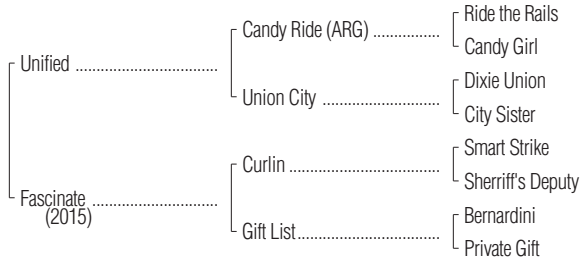 Ride the Rails
Candy Ride (ARG) ..................
Candy Girl
Unified ......................................
Dixie Union
Union City ...............................
City Sister
Smart Strike
Curlin ........................................
Sherriff's Deputy
Fascinate .................................
(2015)
Bernardini
Gift List......................................
Private Gift